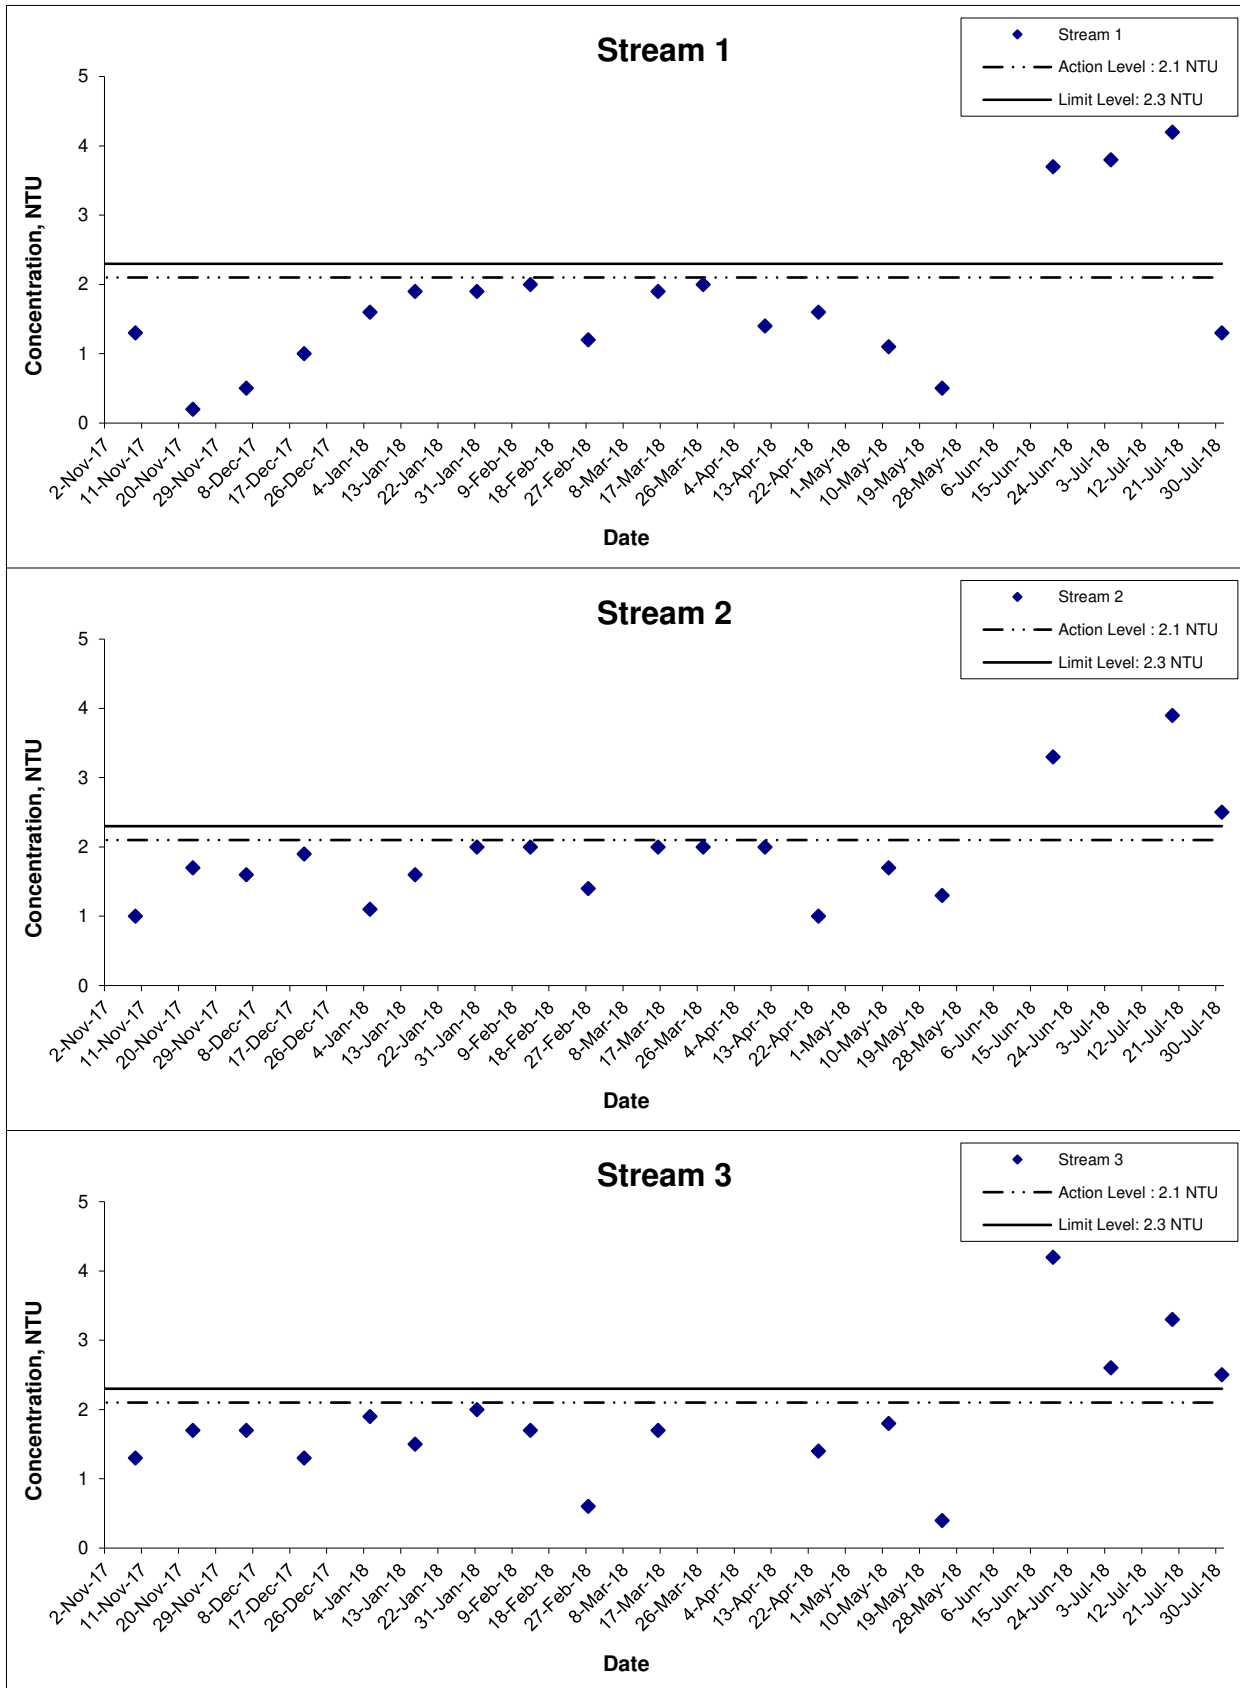 Stream 1
Stream 1
Action Level : 2.1 NTU
Limit Level: 2.3 NTU
Concentration, NTU
5
4
3
2
1
0
2-Nov-17
11-Nov-17
20-Nov-17
29-Nov-17
8-Dec-17
17-Dec-17
26-Dec-17
4-Jan-18
13-Jan-18
22-Jan-18
31-Jan-18
9-Feb-18
18-Feb-18
27-Feb-18
8-Mar-18
17-Mar-18
26-Mar-18
4-Apr-18
13-Apr-18
22-Apr-18
1-May-18
10-May-18
19-May-18
28-May-18
6-Jun-18
15-Jun-18
24-Jun-18
3-Jul-18
12-Jul-18
21-Jul-18
30-Jul-18
Date
Stream 2
Stream 2
Action Level : 2.1 NTU
Limit Level: 2.3 NTU
Concentration, NTU
5
4
3
2
1
0
2-Nov-17
11-Nov-17
20-Nov-17
29-Nov-17
8-Dec-17
17-Dec-17
26-Dec-17
4-Jan-18
13-Jan-18
22-Jan-18
31-Jan-18
9-Feb-18
18-Feb-18
27-Feb-18
8-Mar-18
17-Mar-18
26-Mar-18
4-Apr-18
13-Apr-18
22-Apr-18
1-May-18
10-May-18
19-May-18
28-May-18
6-Jun-18
15-Jun-18
24-Jun-18
3-Jul-18
12-Jul-18
21-Jul-18
30-Jul-18
Date
Stream 3
Stream 3
Action Level : 2.1 NTU
Limit Level: 2.3 NTU
Concentration, NTU
5
4
3
2
1
0
2-Nov-17
11-Nov-17
20-Nov-17
29-Nov-17
8-Dec-17
17-Dec-17
26-Dec-17
4-Jan-18
13-Jan-18
22-Jan-18
31-Jan-18
9-Feb-18
18-Feb-18
27-Feb-18
8-Mar-18
17-Mar-18
26-Mar-18
4-Apr-18
13-Apr-18
22-Apr-18
1-May-18
10-May-18
19-May-18
28-May-18
6-Jun-18
15-Jun-18
24-Jun-18
3-Jul-18
12-Jul-18
21-Jul-18
30-Jul-18
Date